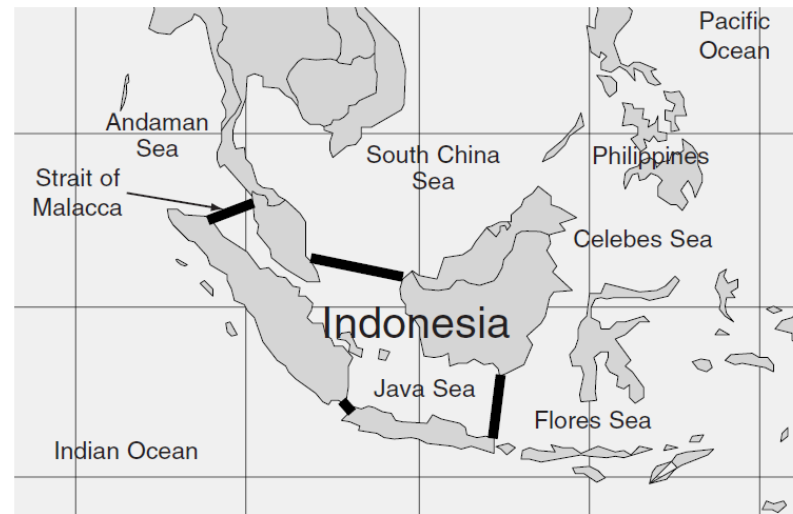 Pacific
Ocean
Andaman
Sea
South China
Sea
Philippines
Strait of
Malacca
Celebes Sea
Indonesia
Java Sea
Flores Sea
Indian Ocean